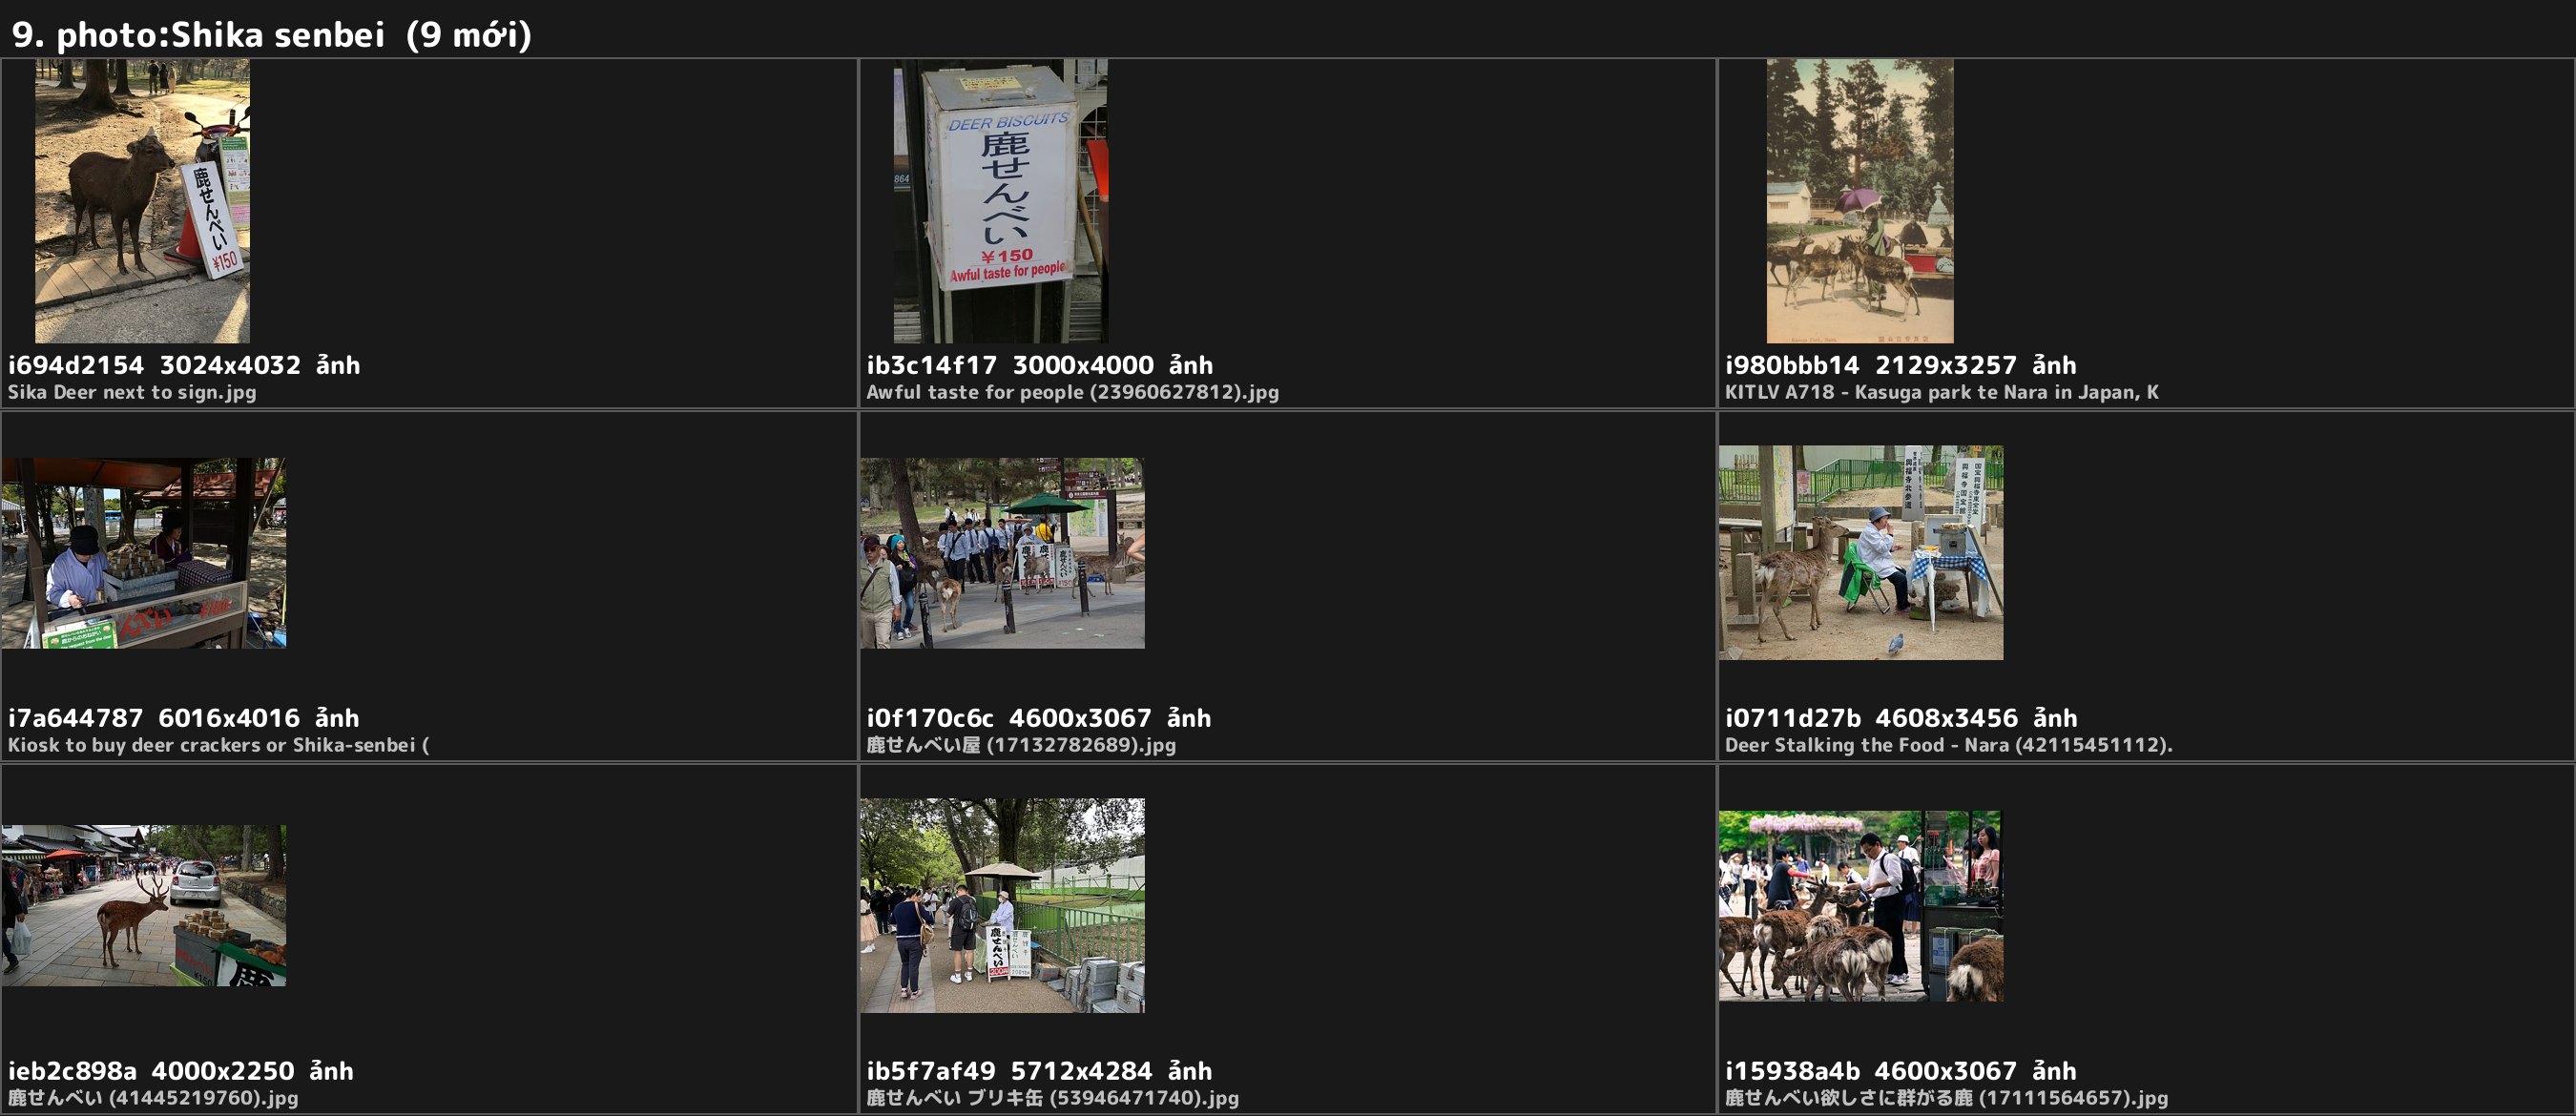 9. photo:Shika senbei (9 mới)
鹿せんべい
¥150
DEER BISCUITS
鹿せんべい
¥150
Awful taste for people
864
i694d2154 3024x4032 ảnh
Sika Deer next to sign.jpg
ib3c14f17 3000x4000 ảnh
Awful taste for people (23960627812).jpg
i980bbb14 2129x3257 ảnh
KITLV A718 - Kasuga park te Nara in Japan, K
i7a644787 6016x4016 ảnh
Kiosk to buy deer crackers or Shika-senbei (
i0f170c6c 4600x3067 ảnh
鹿せんべい屋 (17132782689).jpg
i0711d27b 4608x3456 ảnh
Deer Stalking the Food - Nara (42115451112).
鹿せんべい
ieb2c898a 4000x2250 ảnh
鹿せんべい (41445219760).jpg
ib5f7af49 5712x4284 ảnh
鹿せんべい ブリキ缶 (53946471740).jpg
i15938a4b 4600x3067 ảnh
鹿せんべい欲しさに群がる鹿 (17111564657).jpg